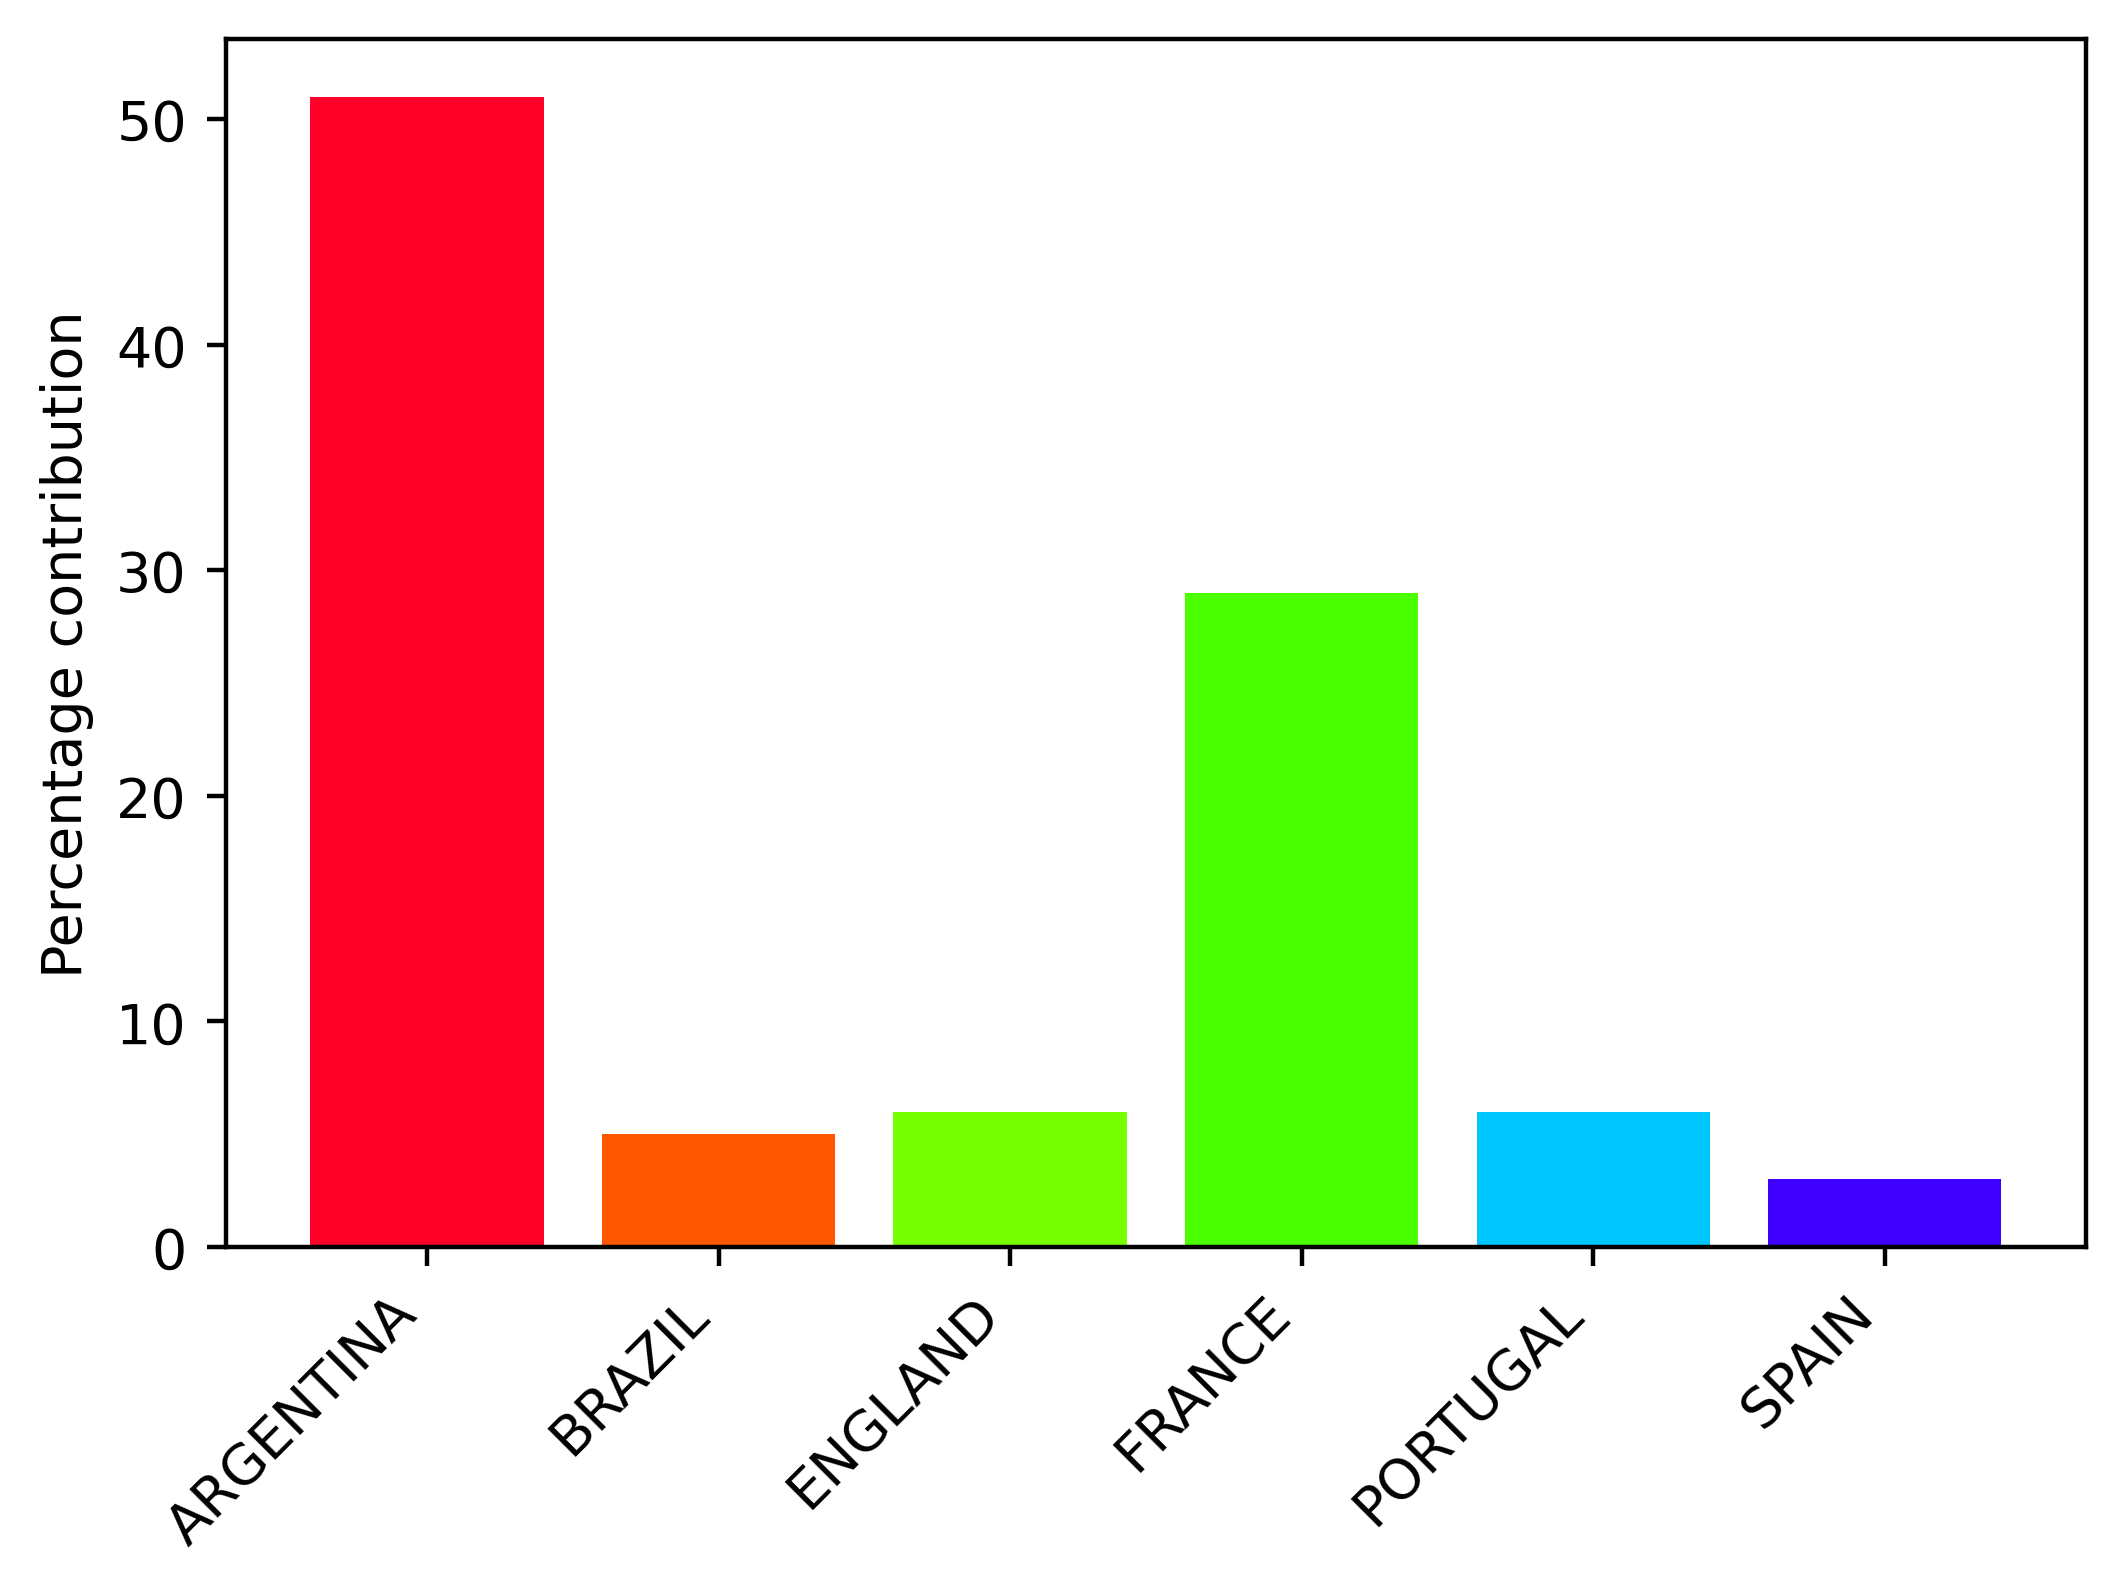 Percentage contribution
50
40
30
20
10
0
ARGENTINA
BRAZIL
ENGLAND
FRANCE
PORTUGAL
SPAIN